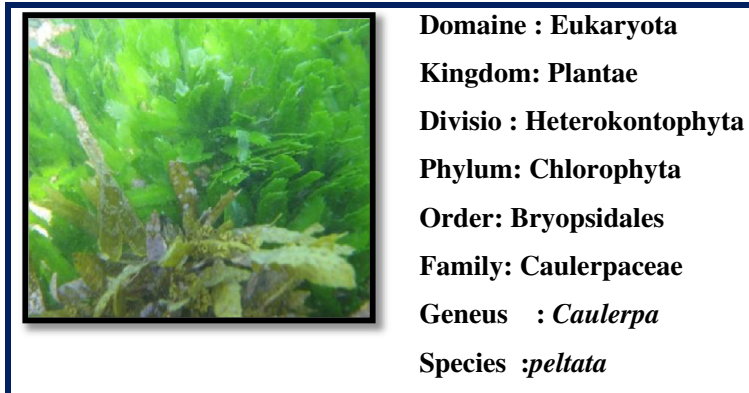 Domaine : Eukaryota
Kingdom: Plantae
Divisio : Heterokontophyta
Phylum: Chlorophyta
Order: Bryopsidales
Family: Caulerpaceae
Geneus : Caulerpa
Species :peltata